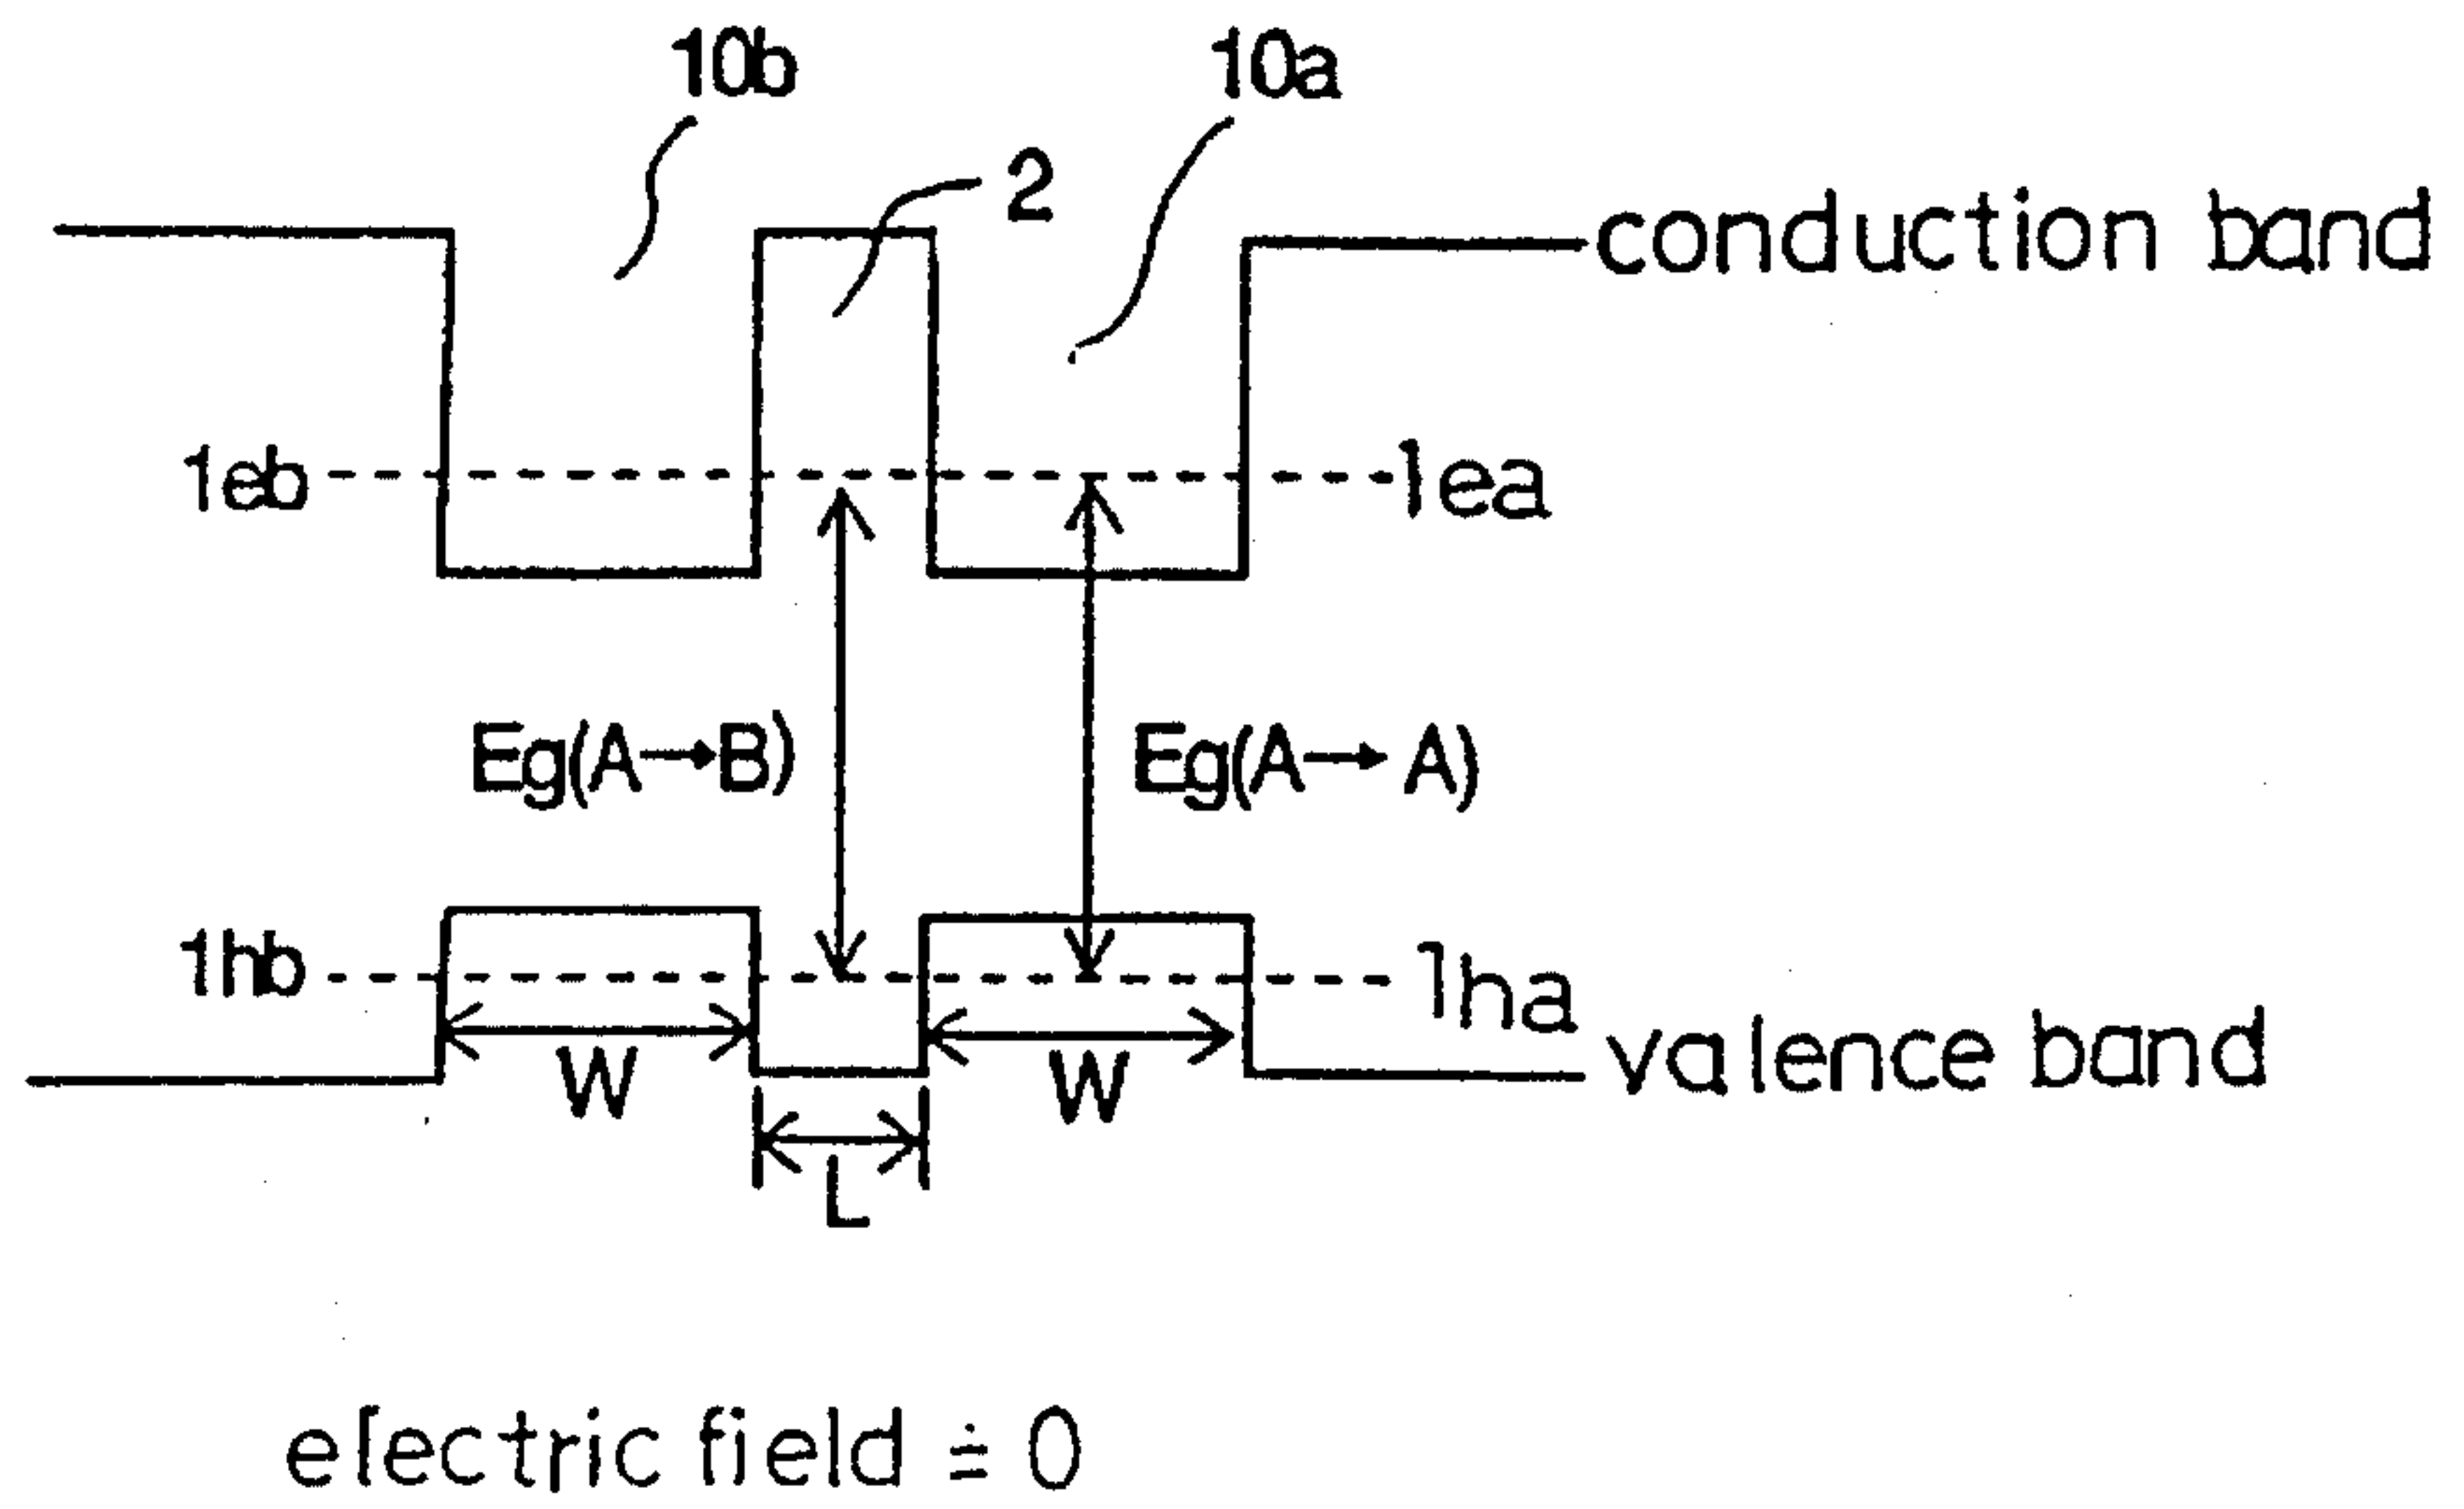 10b
10a
2
conduction band
1eb
1ea
Eg(A→B)
Eg(A→A)
1hb
1ha
W
W
valence band
L
electric field ≐ 0